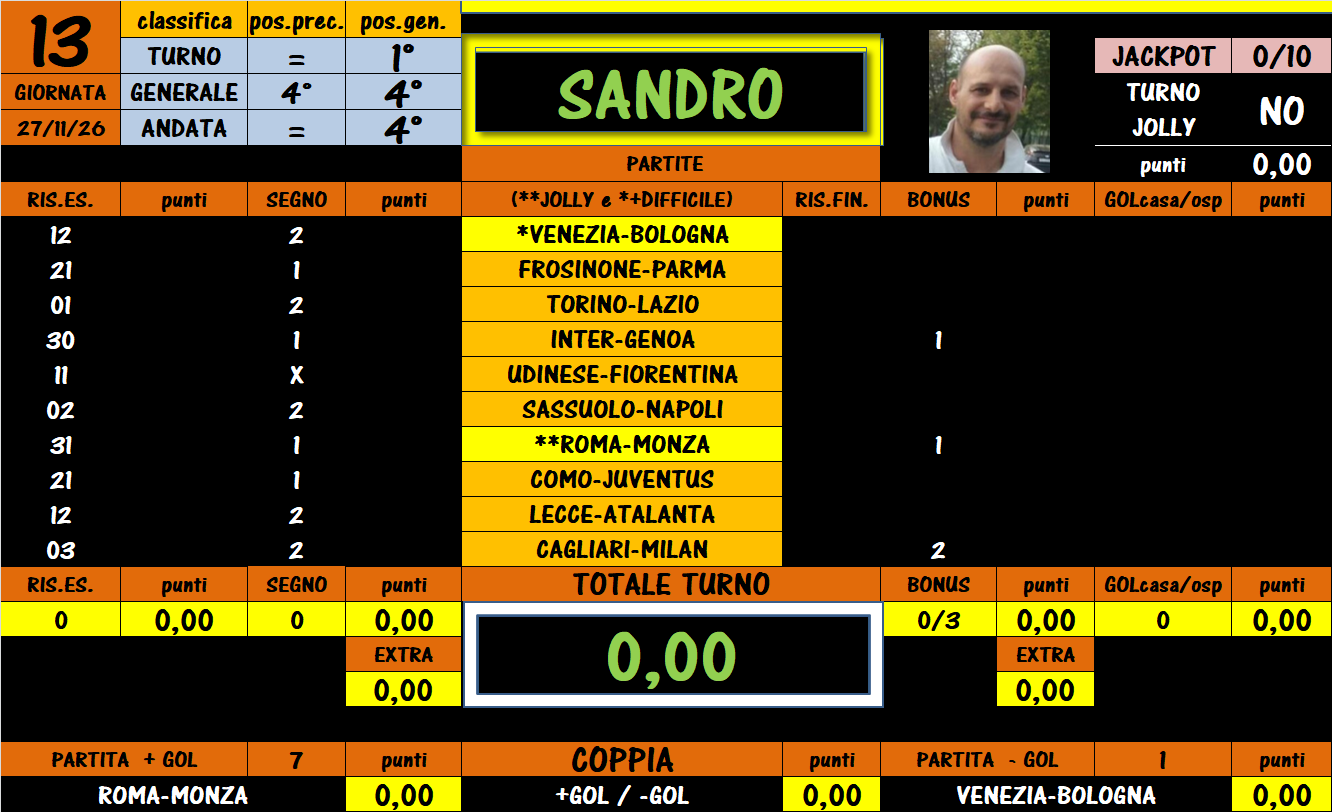 13 classifica pos.prec. pos.gen.
TURNO = 1°
GIORNATA GENERALE 4° 4°
27/11/26 ANDATA = 4°
SANDRO
JACKPOT 0/10
TURNO
JOLLY NO
punti 0,00
PARTITE
RIS.ES. punti SEGNO punti (**JOLLY e *+DIFFICILE) RIS.FIN. BONUS punti GOLcasa/osp punti
12 2 *VENEZIA-BOLOGNA
21 1 FROSINONE-PARMA
01 2 TORINO-LAZIO
30 1 INTER-GENOA 1
11 X UDINESE-FIORENTINA
02 2 SASSUOLO-NAPOLI
31 1 **ROMA-MONZA 1
21 1 COMO-JUVENTUS
12 2 LECCE-ATALANTA
03 2 CAGLIARI-MILAN 2
RIS.ES. punti SEGNO punti TOTALE TURNO BONUS punti GOLcasa/osp punti
0 0,00 0 0,00 0/3 0,00 0 0,00
0,00
EXTRA EXTRA
0,00 0,00
PARTITA + GOL 7 punti COPPIA punti PARTITA - GOL 1 punti
ROMA-MONZA 0,00 +GOL / -GOL 0,00 VENEZIA-BOLOGNA 0,00